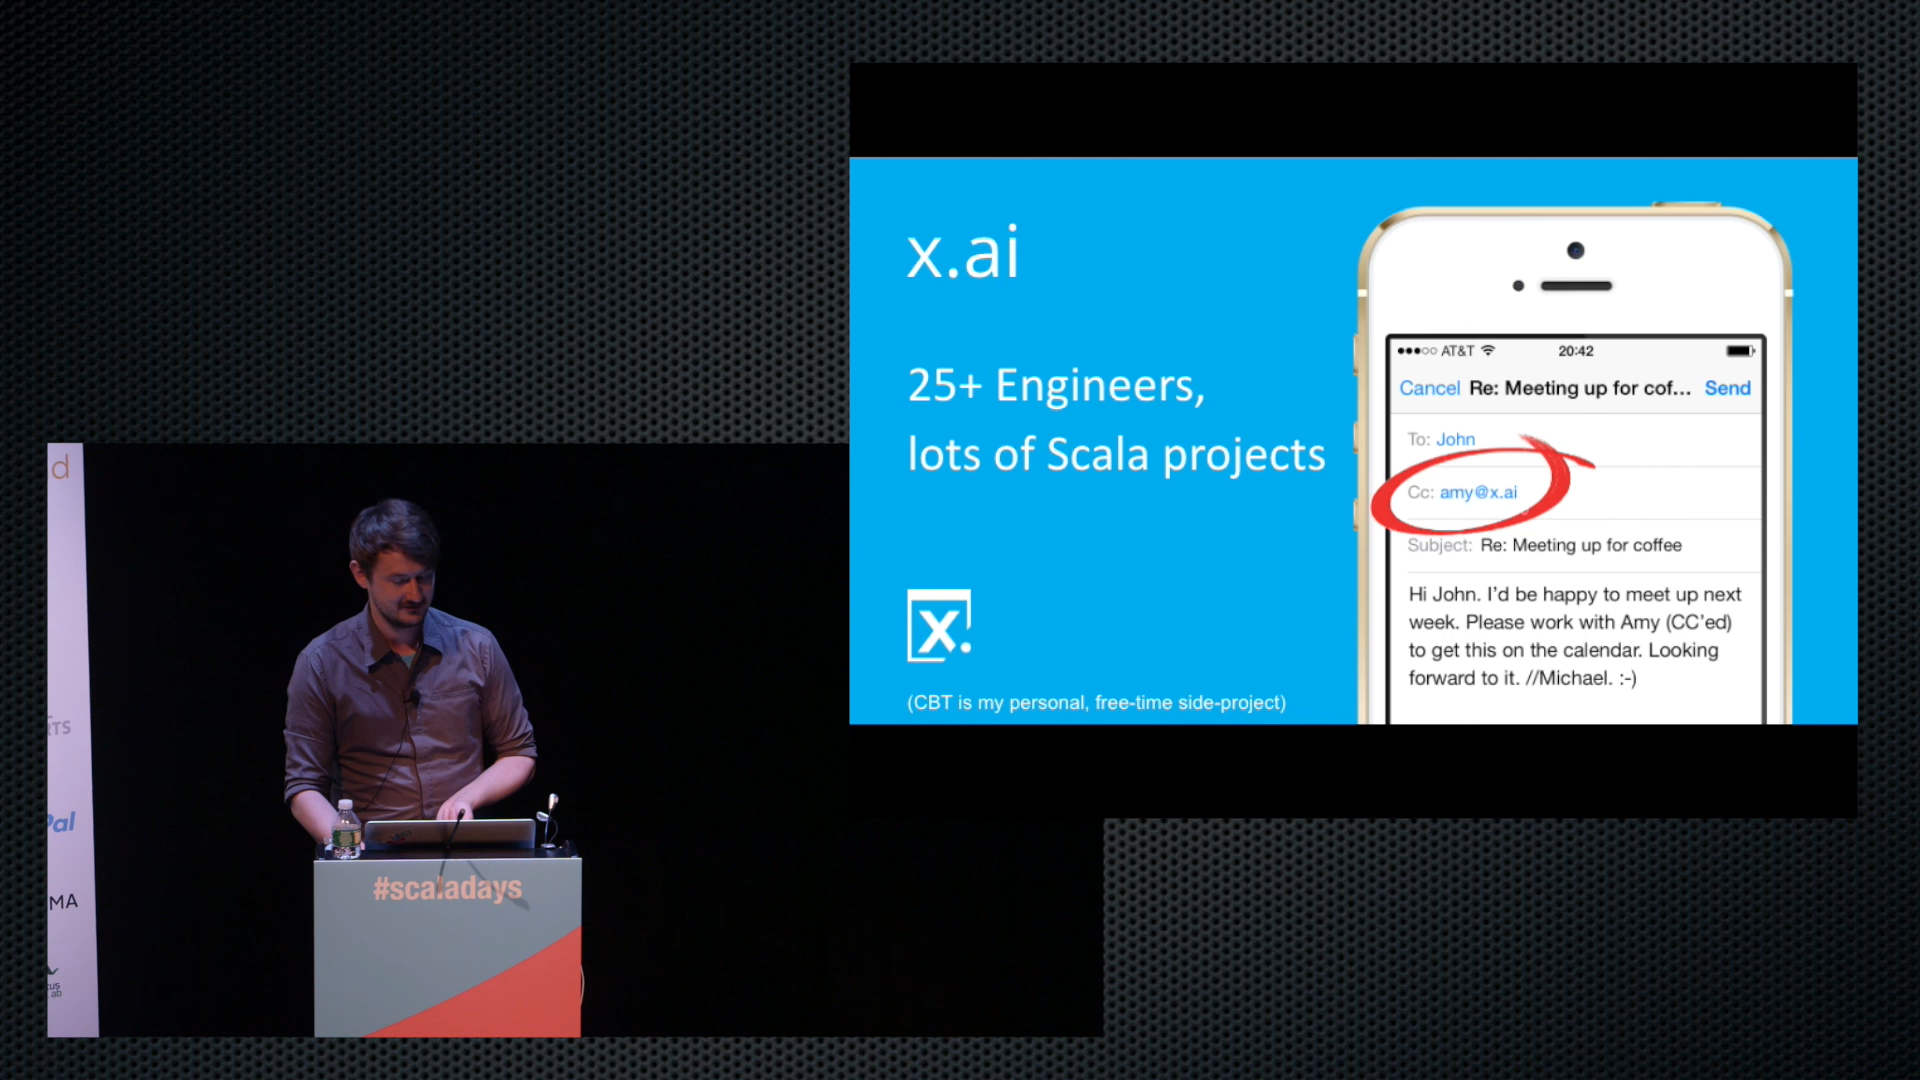 x.ai
25+ Engineers,
lots of Scala projects
x.
(CBT is my personal, free-time side-project)
AT&T 20:42
Cancel Re: Meeting up for cof... Send
To: John
Cc: amy@x.ai
Subject: Re: Meeting up for coffee
Hi John. I'd be happy to meet up next
week. Please work with Amy (CC'ed)
to get this on the calendar. Looking
forward to it. //Michael. :-)
d
MA
#scaladays